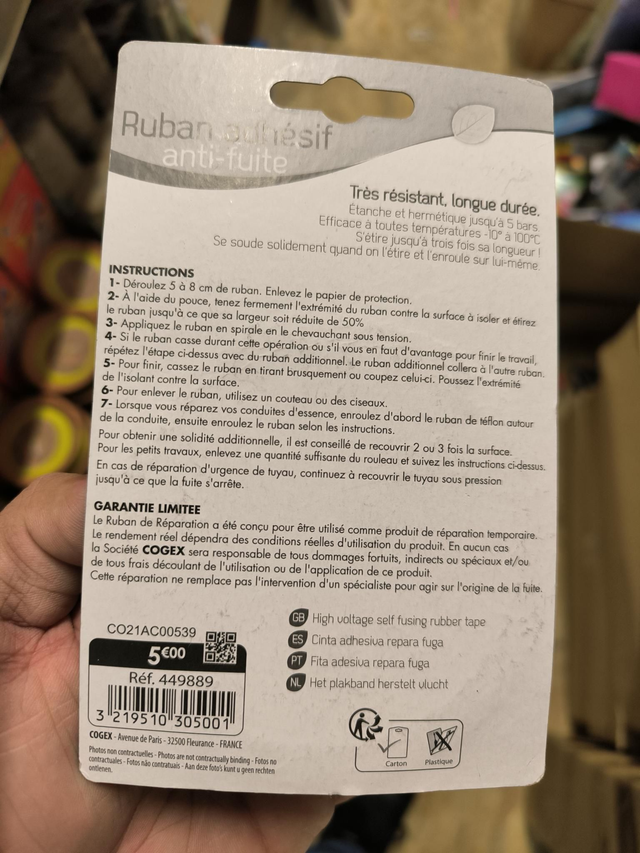 Ruban adhésif
anti-fuite
Très résistant, longue durée.
Étanche et hermétique jusqu'à 5 bars.
Efficace à toutes températures -10° à 100°C
S'étire jusqu'à trois fois sa longueur !
Se soude solidement quand on l'étire et l'enroule sur lui-même.
INSTRUCTIONS
1- Déroulez 5 à 8 cm de ruban. Enlevez le papier de protection.
2- À l'aide du pouce, tenez fermement l'extrémité du ruban contre la surface à isoler et étirez
le ruban jusqu'à ce que sa largeur soit réduite de 50%
3- Appliquez le ruban en spirale en le chevauchant sous tension.
4- Si le ruban casse durant cette opération ou s'il vous en faut d'avantage pour finir le travail,
répétez l'étape ci-dessus avec du ruban additionnel. Le ruban additionnel collera à l'autre ruban.
5- Pour finir, cassez le ruban en tirant brusquement ou coupez celui-ci. Poussez l'extrémité
de l'isolant contre la surface.
6- Pour enlever le ruban, utilisez un couteau ou des ciseaux.
7- Lorsque vous réparez vos conduites d'essence, enroulez d'abord le ruban de téflon autour
de la conduite, ensuite enroulez le ruban selon les instructions.
Pour obtenir une solidité additionnelle, il est conseillé de recouvrir 2 ou 3 fois la surface.
Pour les petits travaux, enlevez une quantité suffisante du rouleau et suivez les instructions ci-dessus.
En cas de réparation d'urgence de tuyau, continuez à recouvrir le tuyau sous pression
jusqu'à ce que la fuite s'arrête.
GARANTIE LIMITEE
Le Ruban de Réparation a été conçu pour être utilisé comme produit de réparation temporaire.
Le rendement réel dépendra des conditions réelles d'utilisation du produit. En aucun cas
la Société COGEX sera responsable de tous dommages fortuits, indirects ou spéciaux et/ou
de tous frais découlant de l'utilisation ou de l'application de ce produit.
Cette réparation ne remplace pas l'intervention d'un spécialiste pour agir sur l'origine de la fuite.
GB High voltage self fusing rubber tape
ES Cinta adhesiva repara fuga
PT Fita adesiva repara fuga
NL Het plakband herstelt vlucht
CO21AC00539
5€00
Réf. 449889
3 219510 305001
COGEX - Avenue de Paris - 32500 Fleurance - FRANCE
Photos non contractuelles - Photos are not contractually binding - Fotos no
contractuales - Fotos não contratuais - Aan deze foto's kunt u geen rechten
ontlenen.
Carton
Plastique